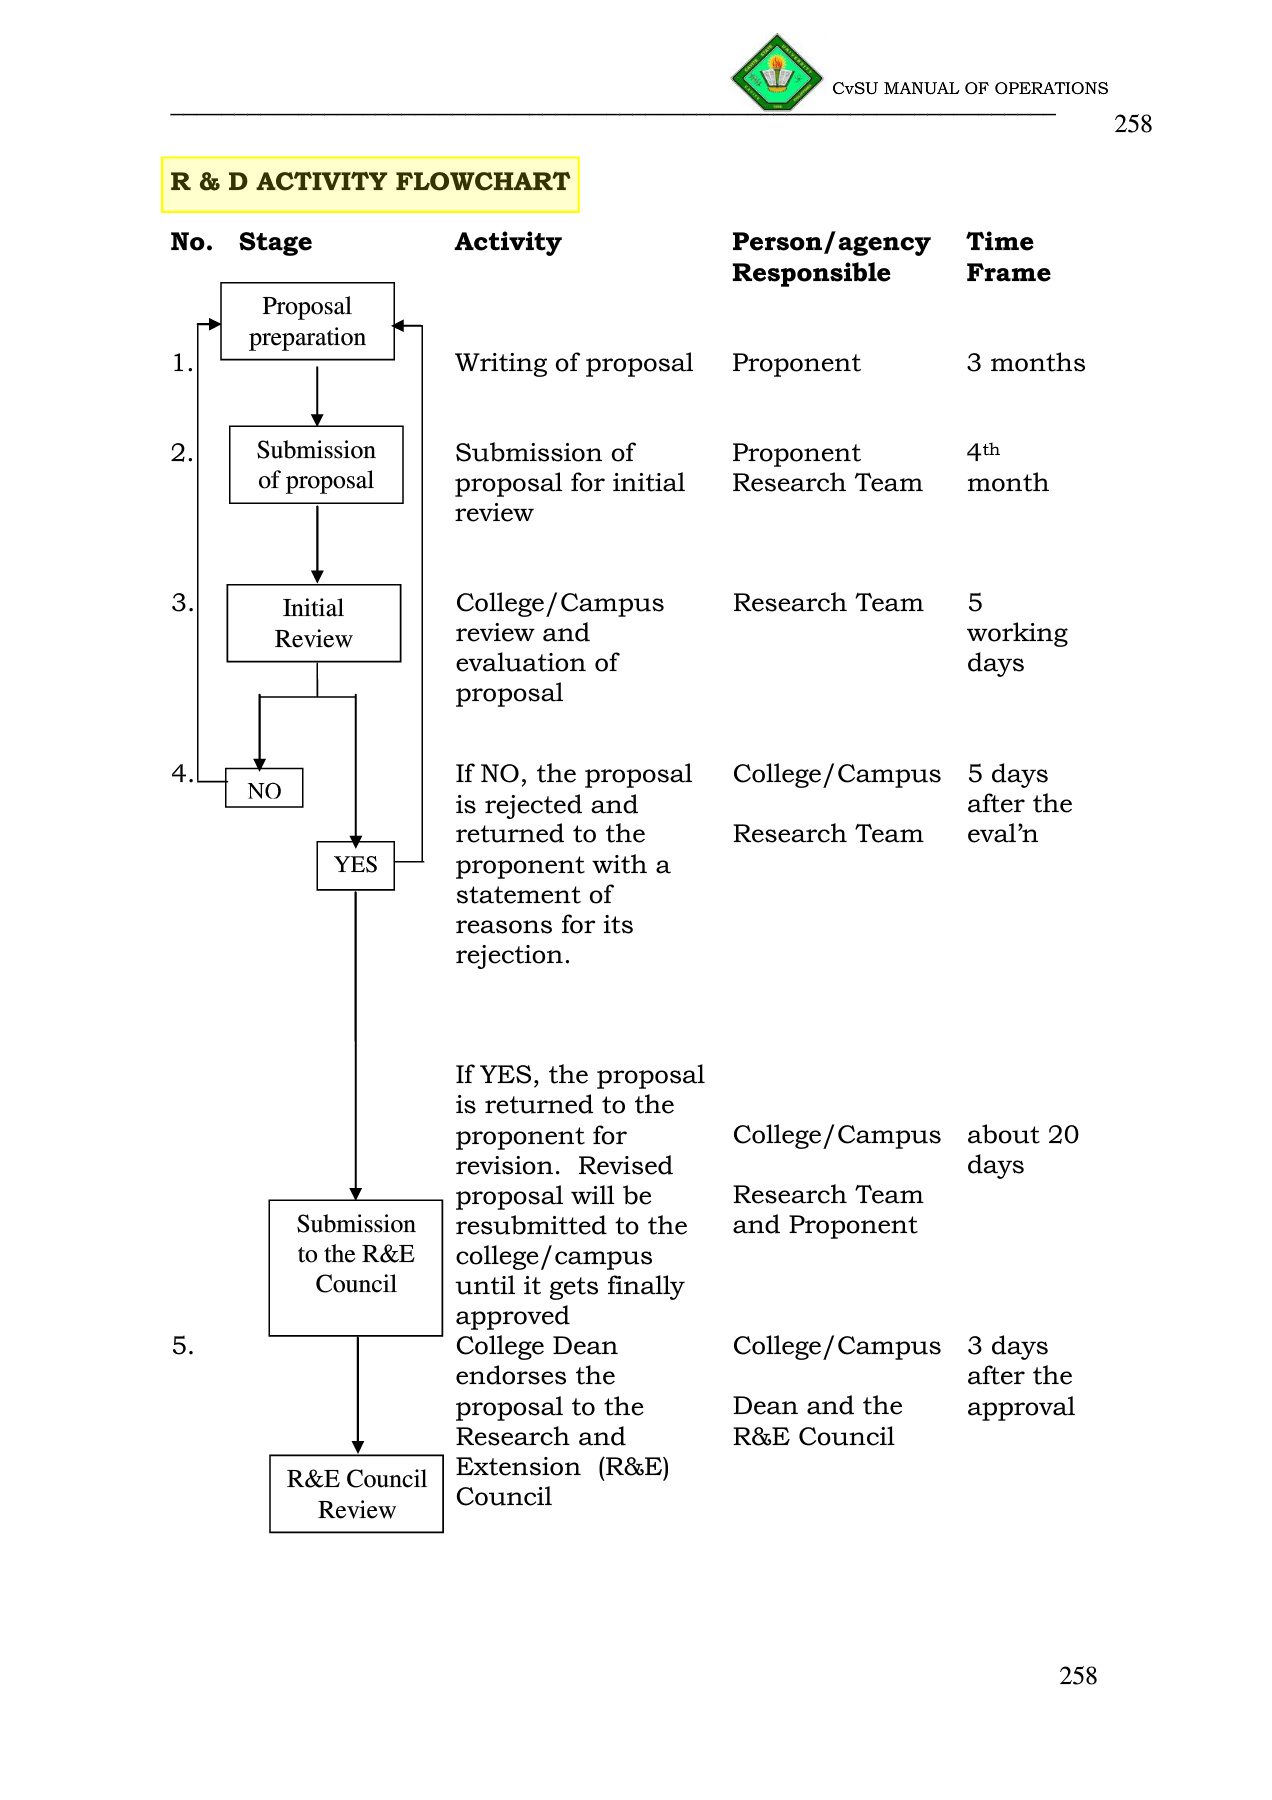 CvSU MANUAL OF OPERATIONS
258
R & D ACTIVITY FLOWCHART
No. Stage Activity Person/agency Time
Responsible Frame
Proposal
preparation
1. Writing of proposal Proponent 3 months
2. Submission Submission of Proponent 4th
of proposal proposal for initial Research Team month
review
3. Initial College/Campus Research Team 5
Review review and working
evaluation of days
proposal
4. If NO, the proposal College/Campus 5 days
NO is rejected and after the
returned to the Research Team eval’n
YES proponent with a
statement of
reasons for its
rejection.
If YES, the proposal
is returned to the
proponent for College/Campus about 20
revision. Revised days
proposal will be Research Team
Submission resubmitted to the and Proponent
to the R&E college/campus
Council until it gets finally
approved
5. College Dean College/Campus 3 days
endorses the after the
proposal to the Dean and the approval
Research and R&E Council
R&E Council Extension (R&E)
Review Council
258